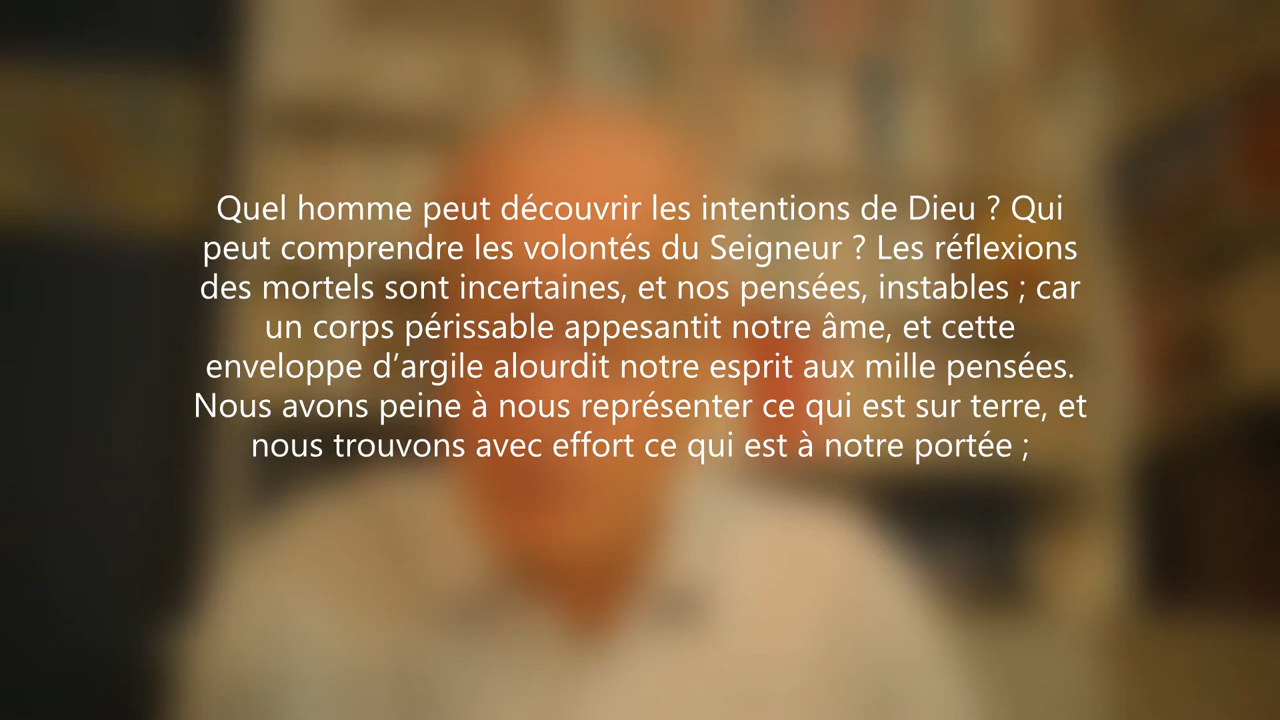 Quel homme peut découvrir les intentions de Dieu ? Qui
peut comprendre les volontés du Seigneur ? Les réflexions
des mortels sont incertaines, et nos pensées, instables ; car
un corps périssable appesantit notre âme, et cette
enveloppe d’argile alourdit notre esprit aux mille pensées.
Nous avons peine à nous représenter ce qui est sur terre, et
nous trouvons avec effort ce qui est à notre portée ;